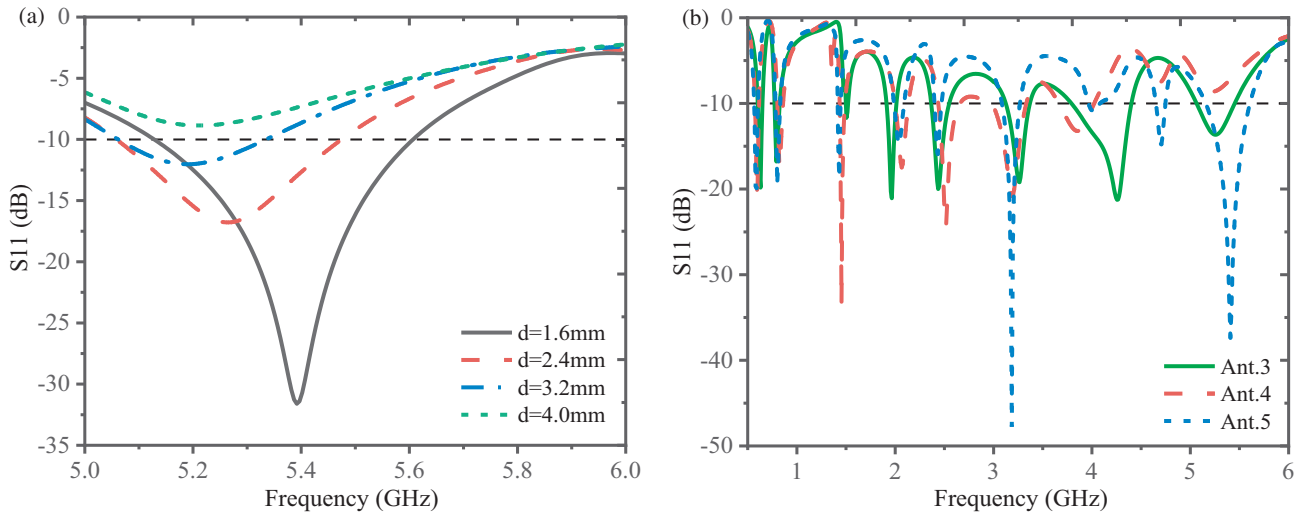 (a)
0
-5
-10
-15
-20
-25
-30
-35
S11 (dB)
5.0 5.2 5.4 5.6 5.8 6.0
Frequency (GHz)
d=1.6mm
d=2.4mm
d=3.2mm
d=4.0mm
(b)
0
-10
-20
-30
-40
-50
S11 (dB)
1 2 3 4 5 6
Frequency (GHz)
Ant.3
Ant.4
Ant.5